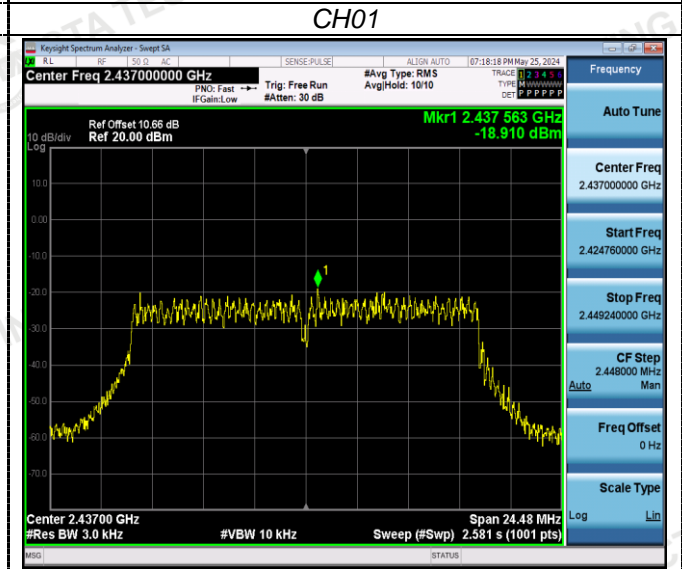 CH01
Keysight Spectrum Analyzer - Swept SA
RL RF 50 Ω AC SENSE:PULSE ALIGN AUTO 07:18:18 PM May 25, 2024
Center Freq 2.437000000 GHz
PNO: Fast
IFGain:Low
Trig: Free Run
#Atten: 30 dB
#Avg Type: RMS
Avg|Hold: 10/10
TRACE 1 2 3 4 5 6
TYPE M W W W W W
DET P P P P P P
Ref Offset 10.66 dB
10 dB/div Ref 20.00 dBm
Log
Mkr1 2.437 563 GHz
-18.910 dBm
10.0
0.00
-10.0
-20.0
-30.0
-40.0
-50.0
-60.0
-70.0
1
Center 2.43700 GHz Span 24.48 MHz
#Res BW 3.0 kHz #VBW 10 kHz Sweep (#Swp) 2.581 s (1001 pts)
MSG STATUS
Frequency
Auto Tune
Center Freq
2.437000000 GHz
Start Freq
2.424760000 GHz
Stop Freq
2.449240000 GHz
CF Step
2.448000 MHz
Auto Man
Freq Offset
0 Hz
Scale Type
Log Lin